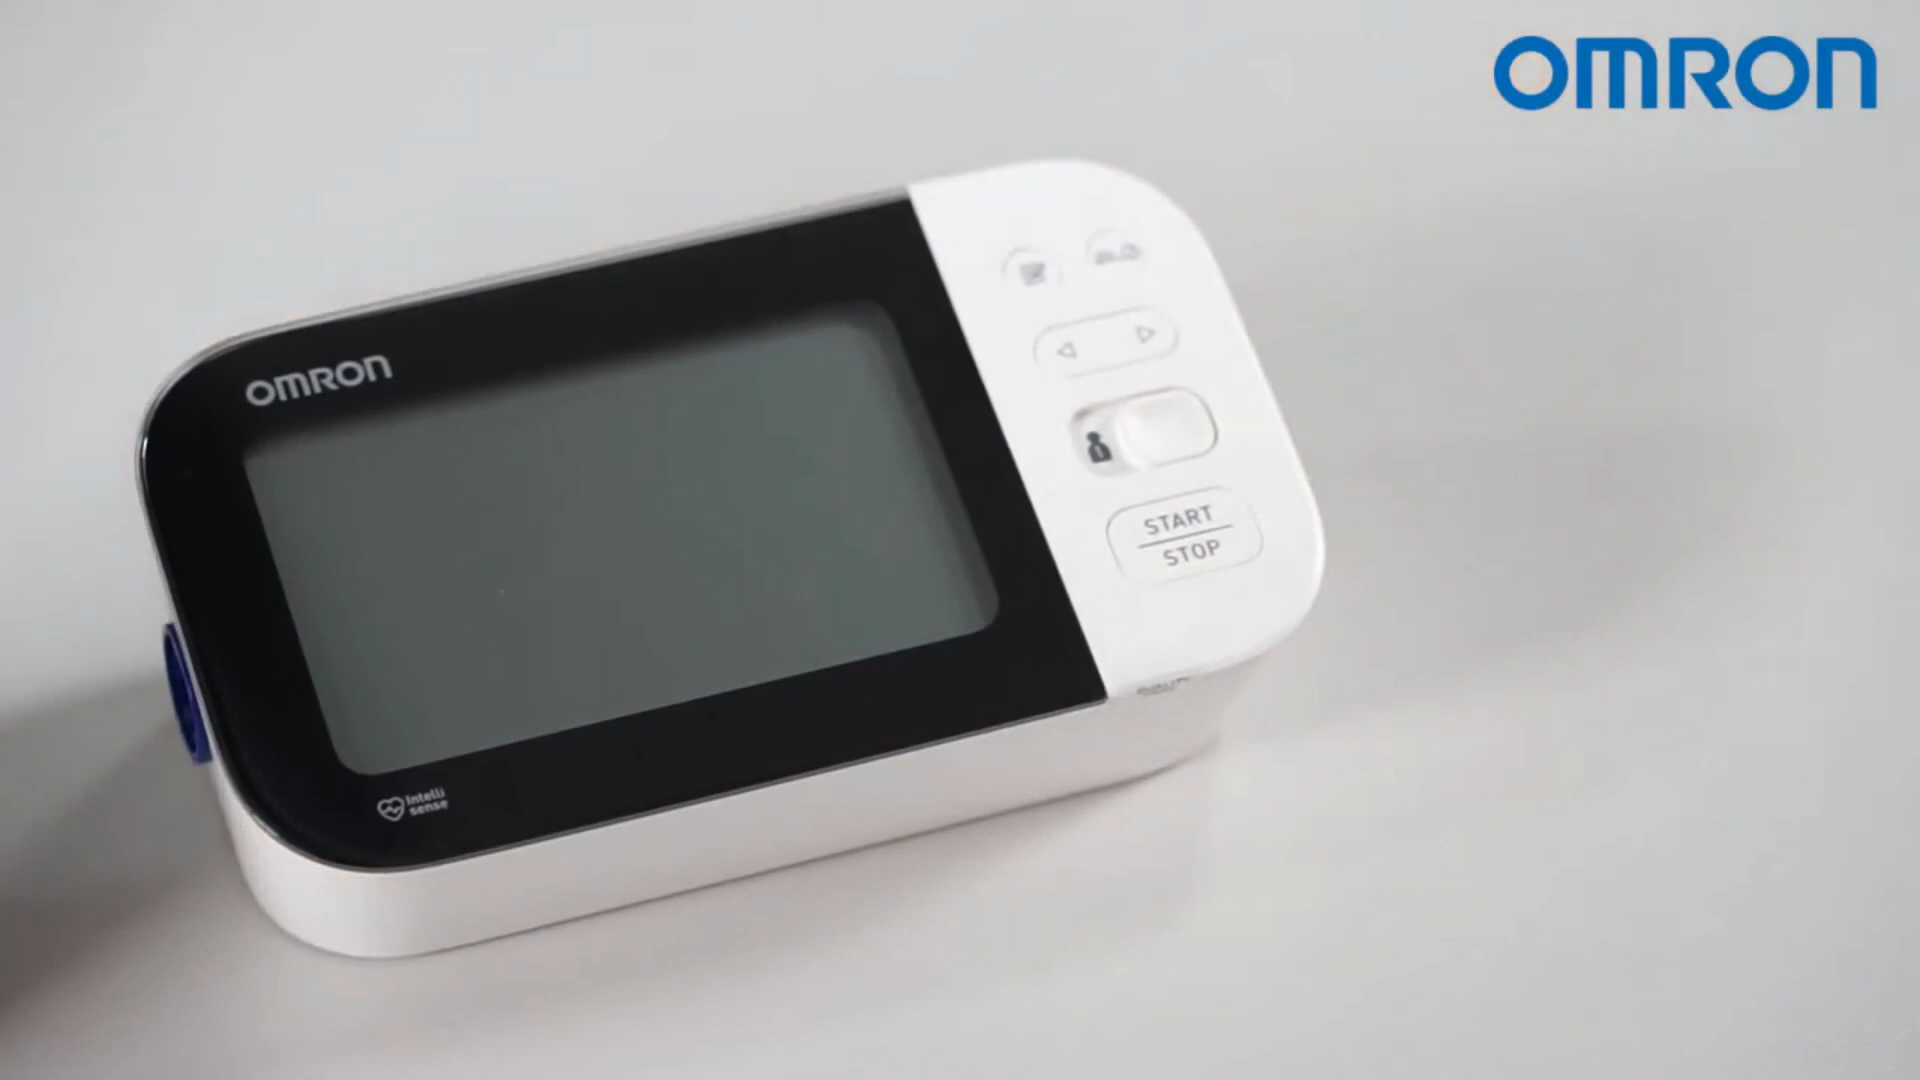 OMRON
OMRON
START
STOP
Intelli
sense